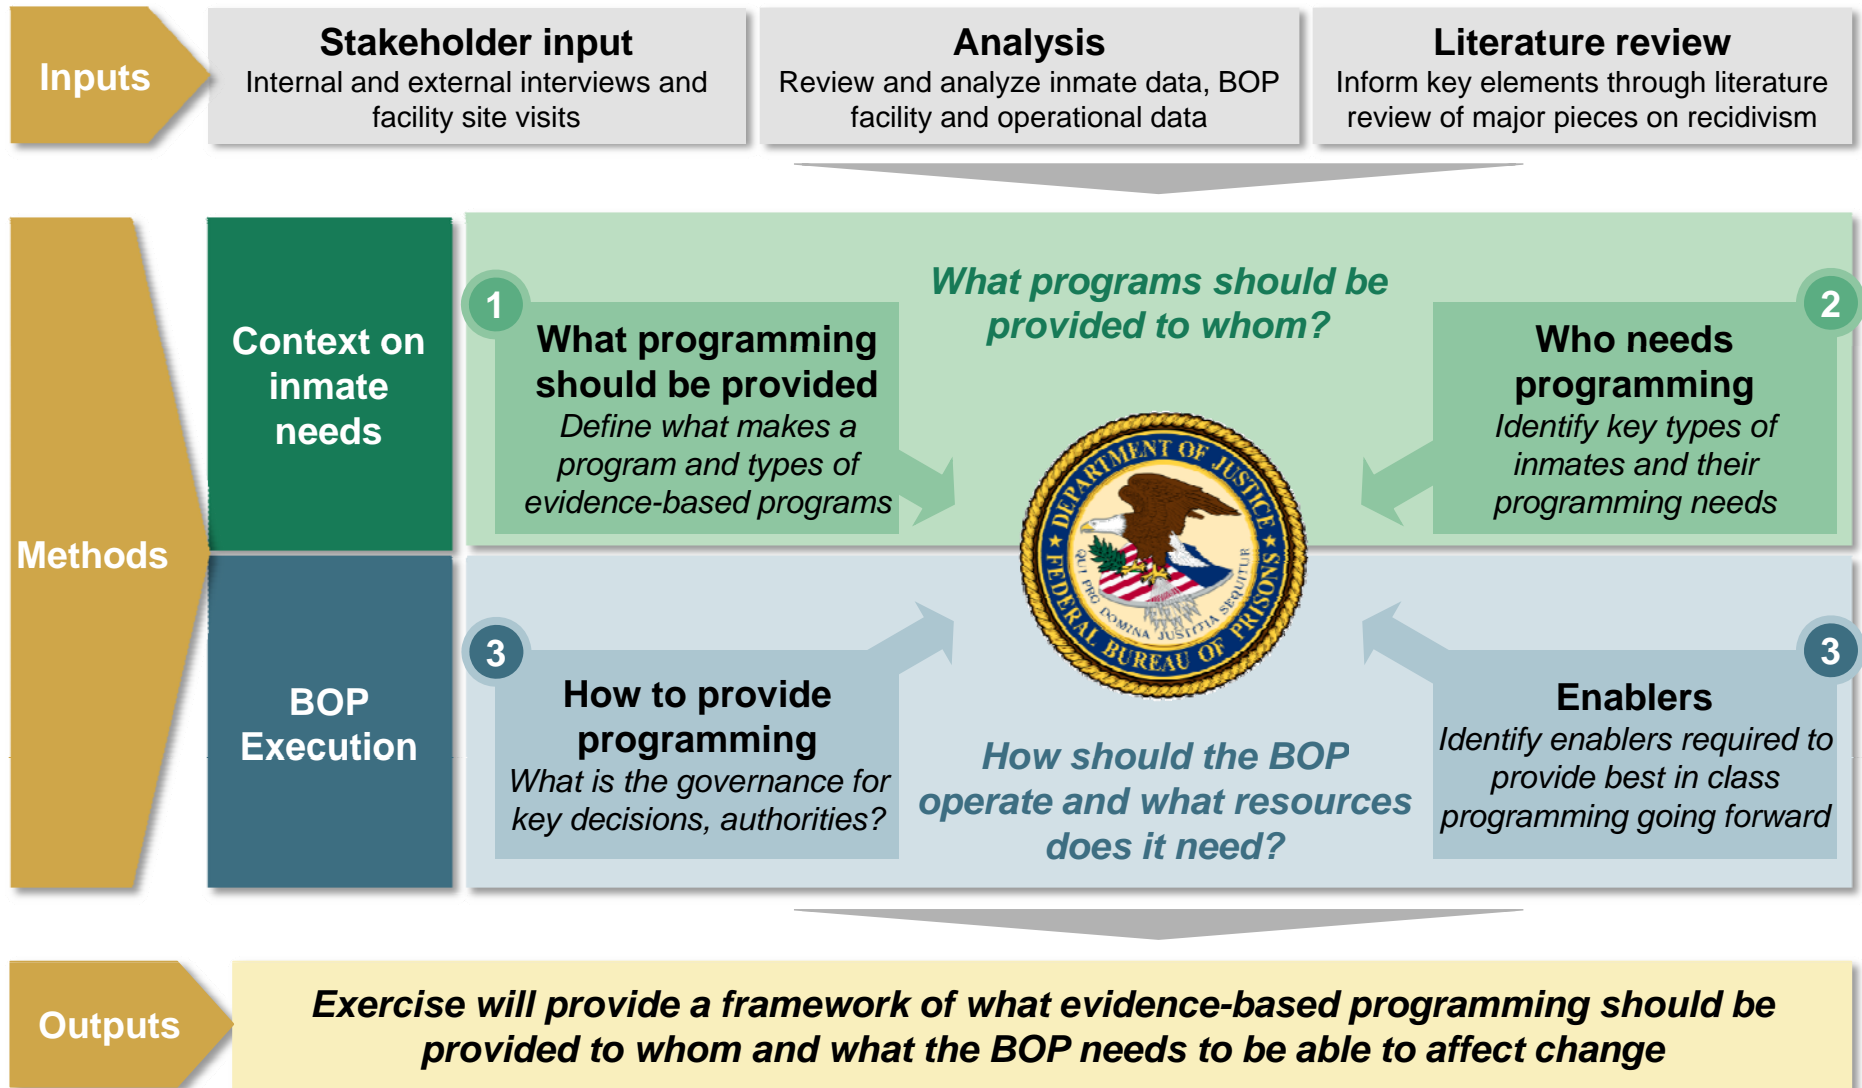 Inputs
Stakeholder input
Internal and external interviews and
facility site visits
Analysis
Review and analyze inmate data, BOP
facility and operational data
Literature review
Inform key elements through literature
review of major pieces on recidivism
Methods
Context on
inmate
needs
What programs should be
provided to whom?
1
What programming
should be provided
Define what makes a
program and types of
evidence-based programs
2
Who needs
programming
Identify key types of
inmates and their
programming needs
DEPARTMENT OF JUSTICE
FEDERAL BUREAU OF PRISONS
QUI PRO DOMINA JUSTITIA SEQUITUR
BOP
Execution
3
How to provide
programming
What is the governance for
key decisions, authorities?
How should the BOP
operate and what resources
does it need?
3
Enablers
Identify enablers required to
provide best in class
programming going forward
Outputs
Exercise will provide a framework of what evidence-based programming should be
provided to whom and what the BOP needs to be able to affect change